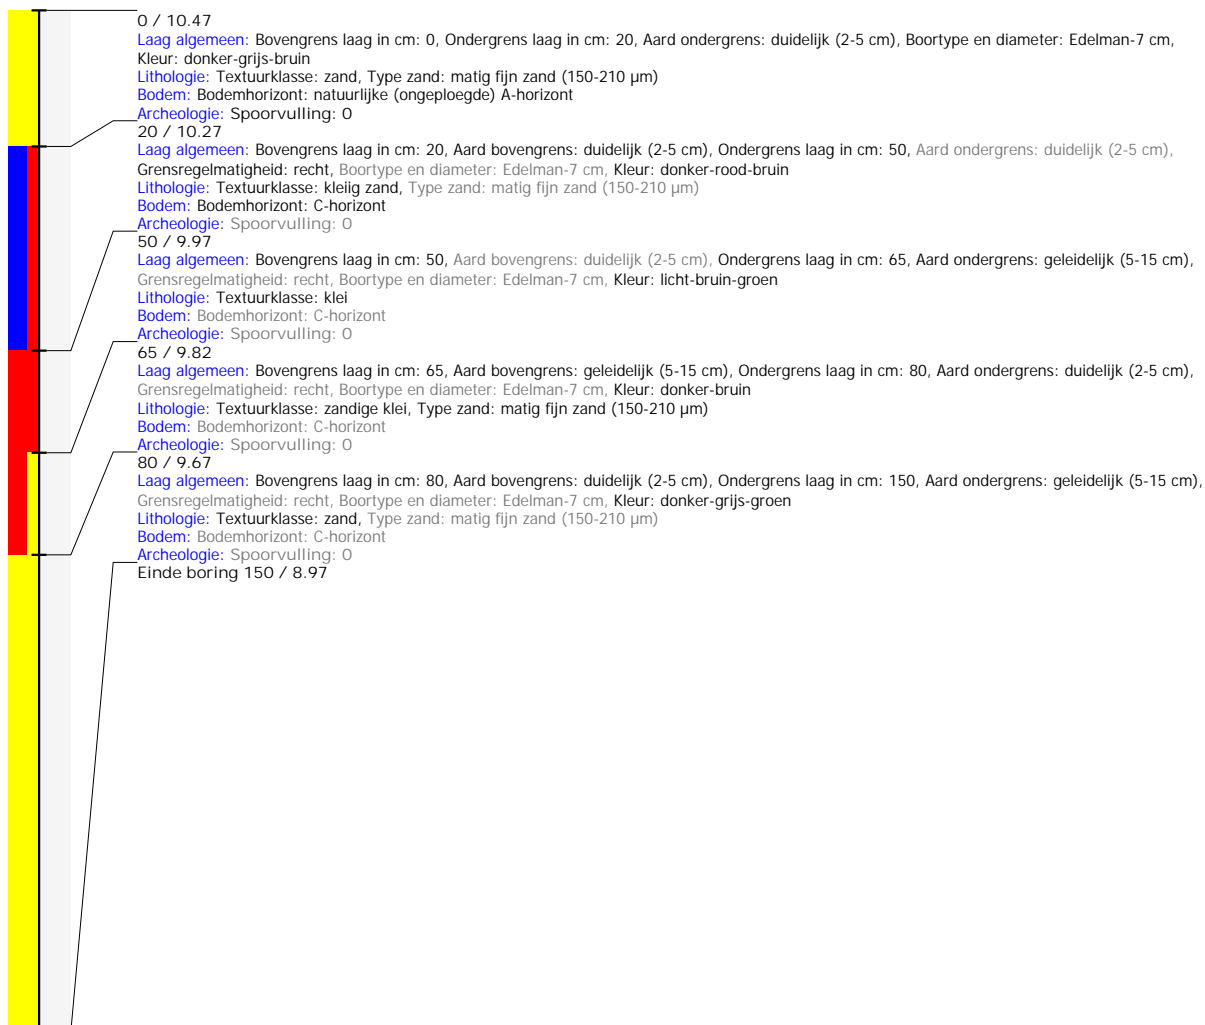 0 / 10.47
Laag algemeen: Bovengrens laag in cm: 0, Ondergrens laag in cm: 20, Aard ondergrens: duidelijk (2-5 cm), Boortype en diameter: Edelman-7 cm,
Kleur: donker-grijs-bruin
Lithologie: Textuurklasse: zand, Type zand: matig fijn zand (150-210 µm)
Bodem: Bodemhorizont: natuurlijke (ongeploegde) A-horizont
Archeologie: Spoorvulling: 0
20 / 10.27
Laag algemeen: Bovengrens laag in cm: 20, Aard bovengrens: duidelijk (2-5 cm), Ondergrens laag in cm: 50, Aard ondergrens: duidelijk (2-5 cm),
Grensregelmatigheid: recht, Boortype en diameter: Edelman-7 cm, Kleur: donker-rood-bruin
Lithologie: Textuurklasse: kleiig zand, Type zand: matig fijn zand (150-210 µm)
Bodem: Bodemhorizont: C-horizont
Archeologie: Spoorvulling: 0
50 / 9.97
Laag algemeen: Bovengrens laag in cm: 50, Aard bovengrens: duidelijk (2-5 cm), Ondergrens laag in cm: 65, Aard ondergrens: geleidelijk (5-15 cm),
Grensregelmatigheid: recht, Boortype en diameter: Edelman-7 cm, Kleur: licht-bruin-groen
Lithologie: Textuurklasse: klei
Bodem: Bodemhorizont: C-horizont
Archeologie: Spoorvulling: 0
65 / 9.82
Laag algemeen: Bovengrens laag in cm: 65, Aard bovengrens: geleidelijk (5-15 cm), Ondergrens laag in cm: 80, Aard ondergrens: duidelijk (2-5 cm),
Grensregelmatigheid: recht, Boortype en diameter: Edelman-7 cm, Kleur: donker-bruin
Lithologie: Textuurklasse: zandige klei, Type zand: matig fijn zand (150-210 µm)
Bodem: Bodemhorizont: C-horizont
Archeologie: Spoorvulling: 0
80 / 9.67
Laag algemeen: Bovengrens laag in cm: 80, Aard bovengrens: duidelijk (2-5 cm), Ondergrens laag in cm: 150, Aard ondergrens: geleidelijk (5-15 cm),
Grensregelmatigheid: recht, Boortype en diameter: Edelman-7 cm, Kleur: donker-grijs-groen
Lithologie: Textuurklasse: zand, Type zand: matig fijn zand (150-210 µm)
Bodem: Bodemhorizont: C-horizont
Archeologie: Spoorvulling: 0
Einde boring 150 / 8.97